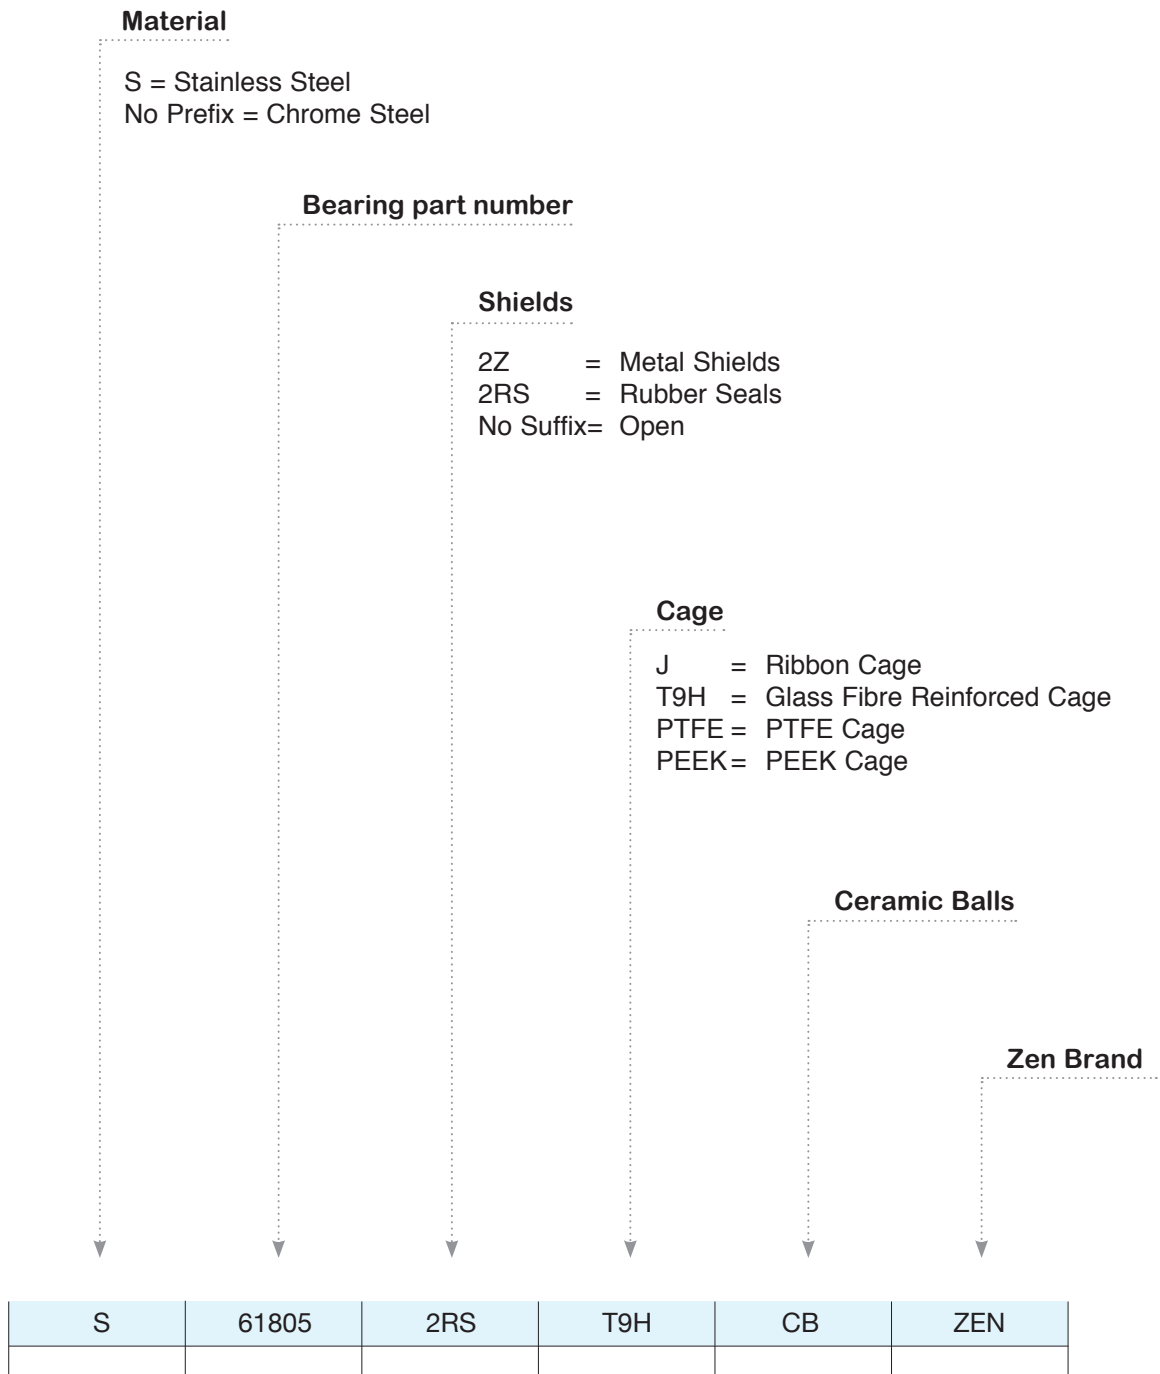 Material
S = Stainless Steel
No Prefix = Chrome Steel
Bearing part number
Shields
2Z = Metal Shields
2RS = Rubber Seals
No Suffix= Open
Cage
J = Ribbon Cage
T9H = Glass Fibre Reinforced Cage
PTFE = PTFE Cage
PEEK = PEEK Cage
Ceramic Balls
Zen Brand
S 61805 2RS T9H CB ZEN